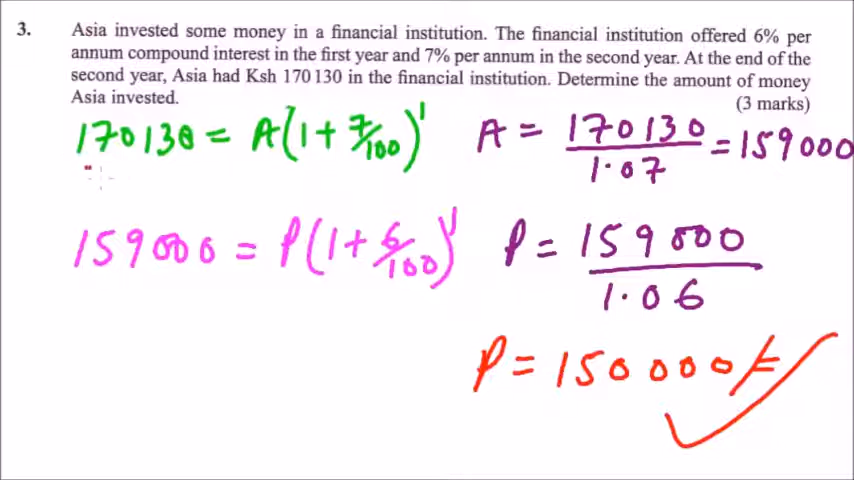 3. Asia invested some money in a financial institution. The financial institution offered 6% per
annum compound interest in the first year and 7% per annum in the second year. At the end of the
second year, Asia had Ksh 170 130 in the financial institution. Determine the amount of money
Asia invested. (3 marks)
170130 = A(1 + 7/100)^1
A = 170130/1.07 = 159000
159000 = P(1 + 6/100)^1
P = 159000/1.06
P = 150000/=